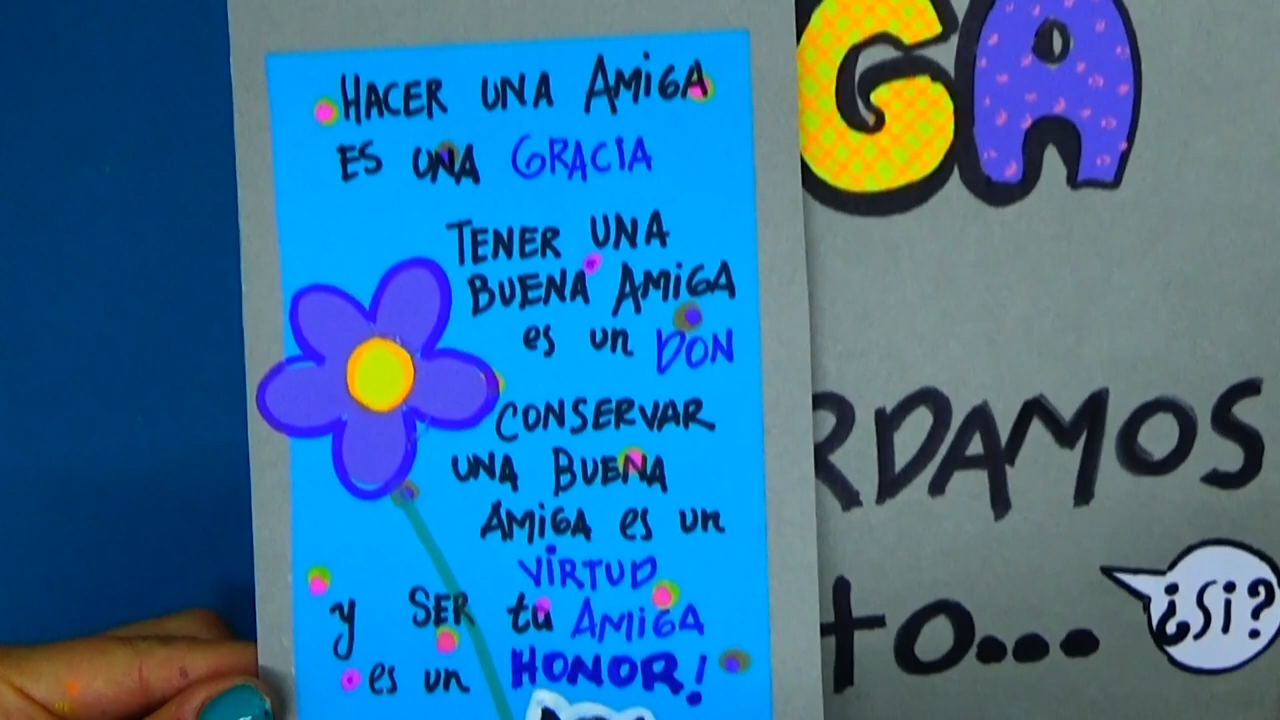 HACER UNA AMiGA
ES UNA GRACIA
TENER UNA
BUENA AMiGA
es un DON
CONSERVAR
UNA BUENA
AMiGA es un
ViRTUD
y SER tu AMiGA
es un HONOR!
GA
RDAMOS
to...
¿Si?